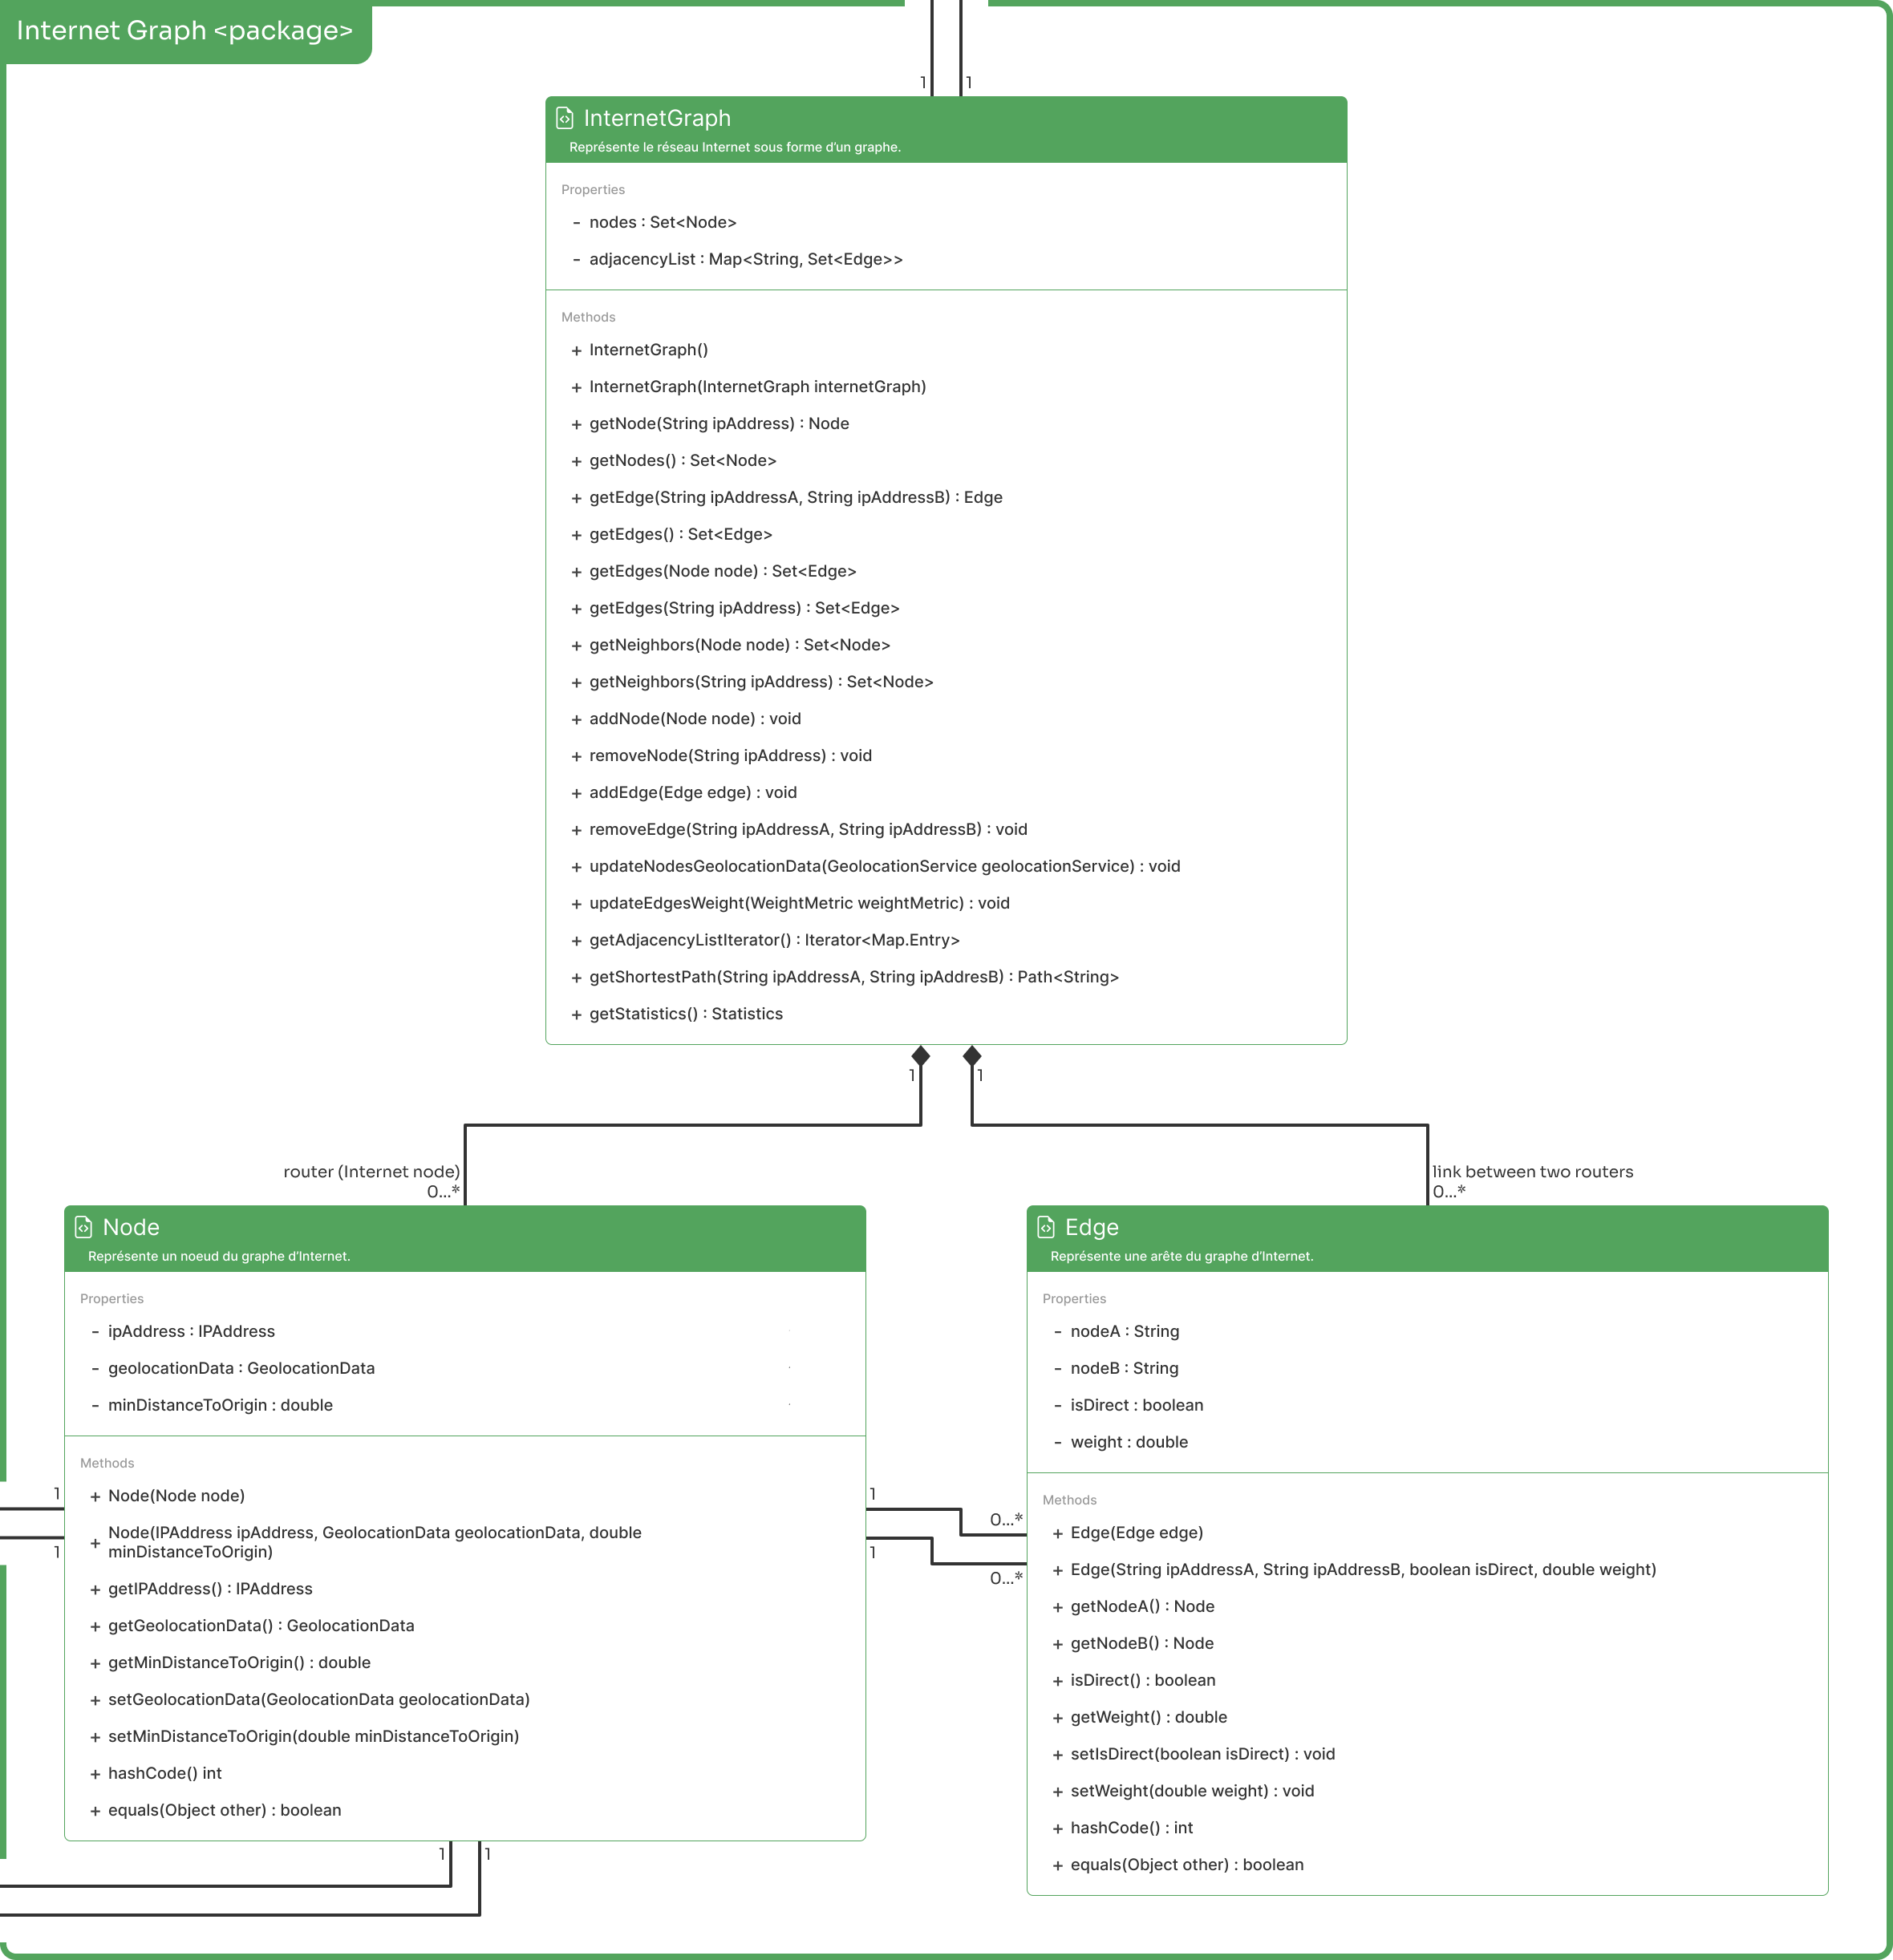 Internet Graph <package>
1
1
InternetGraph
Représente le réseau Internet sous forme d'un graphe.
Properties
- nodes : Set<Node>
- adjacencyList : Map<String, Set<Edge>>
Methods
+ InternetGraph()
+ InternetGraph(InternetGraph internetGraph)
+ getNode(String ipAddress) : Node
+ getNodes() : Set<Node>
+ getEdge(String ipAddressA, String ipAddressB) : Edge
+ getEdges() : Set<Edge>
+ getEdges(Node node) : Set<Edge>
+ getEdges(String ipAddress) : Set<Edge>
+ getNeighbors(Node node) : Set<Node>
+ getNeighbors(String ipAddress) : Set<Node>
+ addNode(Node node) : void
+ removeNode(String ipAddress) : void
+ addEdge(Edge edge) : void
+ removeEdge(String ipAddressA, String ipAddressB) : void
+ updateNodesGeolocationData(GeolocationService geolocationService) : void
+ updateEdgesWeight(WeightMetric weightMetric) : void
+ getAdjacencyListIterator() : Iterator<Map.Entry>
+ getShortestPath(String ipAddressA, String ipAddresB) : Path<String>
+ getStatistics() : Statistics
1
1
router (Internet node)
0...*
link between two routers
0...*
Node
Représente un noeud du graphe d'Internet.
Properties
- ipAddress : IPAddress
- geolocationData : GeolocationData
- minDistanceToOrigin : double
Methods
+ Node(Node node)
+ Node(IPAddress ipAddress, GeolocationData geolocationData, double
minDistanceToOrigin)
+ getIPAddress() : IPAddress
+ getGeolocationData() : GeolocationData
+ getMinDistanceToOrigin() : double
+ setGeolocationData(GeolocationData geolocationData)
+ setMinDistanceToOrigin(double minDistanceToOrigin)
+ hashCode() int
+ equals(Object other) : boolean
1
1
1
1
0...*
0...*
1
1
Edge
Représente une arête du graphe d'Internet.
Properties
- nodeA : String
- nodeB : String
- isDirect : boolean
- weight : double
Methods
+ Edge(Edge edge)
+ Edge(String ipAddressA, String ipAddressB, boolean isDirect, double weight)
+ getNodeA() : Node
+ getNodeB() : Node
+ isDirect() : boolean
+ getWeight() : double
+ setIsDirect(boolean isDirect) : void
+ setWeight(double weight) : void
+ hashCode() : int
+ equals(Object other) : boolean